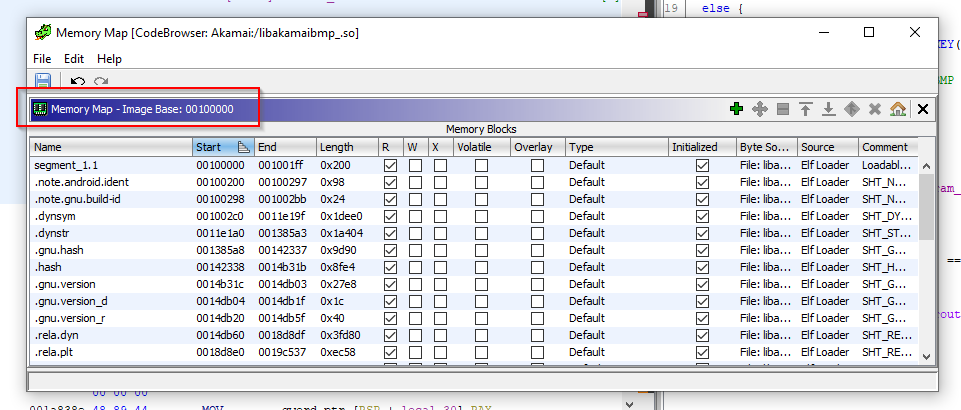 19 else {
Memory Map [CodeBrowser: Akamai:/libakamaibmp_.so]
File Edit Help
KEY(
OMP
Memory Map - Image Base: 00100000
Memory Blocks
Name Start End Length R W X Volatile Overlay Type Initialized Byte So... Source Comment
segment_1.1 00100000 001001ff 0x200 Default File: liba... Elf Loader Loadabl...
.note.android.ident 00100200 00100297 0x98 Default File: liba... Elf Loader SHT_N...
.note.gnu.build-id 00100298 001002bb 0x24 Default File: liba... Elf Loader SHT_N...
.dynsym 001002c0 0011e19f 0x1dee0 Default File: liba... Elf Loader SHT_DY...
.dynstr 0011e1a0 001385a3 0x1a404 Default File: liba... Elf Loader SHT_ST...
.gnu.hash 001385a8 00142337 0x9d90 Default File: liba... Elf Loader SHT_G...
.hash 00142338 0014b31b 0x8fe4 Default File: liba... Elf Loader SHT_H...
.gnu.version 0014b31c 0014db03 0x27e8 Default File: liba... Elf Loader SHT_G...
.gnu.version_d 0014db04 0014db1f 0x1c Default File: liba... Elf Loader SHT_G...
.gnu.version_r 0014db20 0014db5f 0x40 Default File: liba... Elf Loader SHT_G...
.rela.dyn 0014db60 0018d8df 0x3fd80 Default File: liba... Elf Loader SHT_RE...
.rela.plt 0018d8e0 0019c537 0xec58 Default File: liba... Elf Loader SHT_RE...
am_
==
out
00 00 00